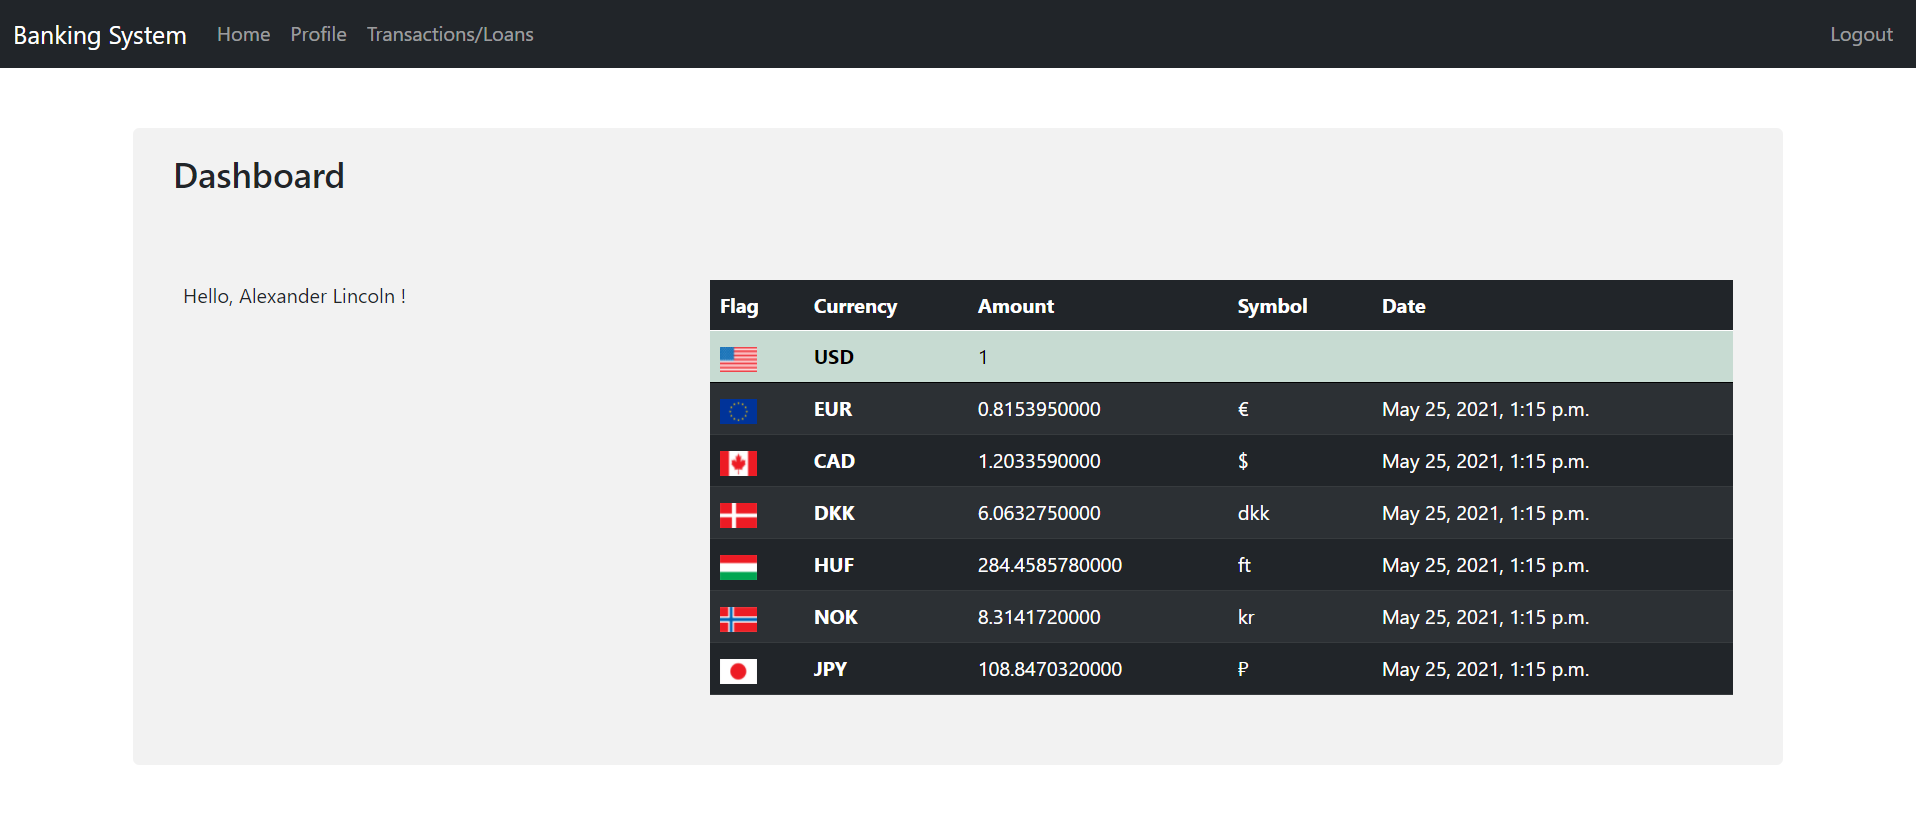 Banking System Home Profile Transactions/Loans Logout
Dashboard
Hello, Alexander Lincoln !
Flag Currency Amount Symbol Date
USD 1
EUR 0.8153950000 € May 25, 2021, 1:15 p.m.
CAD 1.2033590000 $ May 25, 2021, 1:15 p.m.
DKK 6.0632750000 dkk May 25, 2021, 1:15 p.m.
HUF 284.4585780000 ft May 25, 2021, 1:15 p.m.
NOK 8.3141720000 kr May 25, 2021, 1:15 p.m.
JPY 108.8470320000 ₽ May 25, 2021, 1:15 p.m.